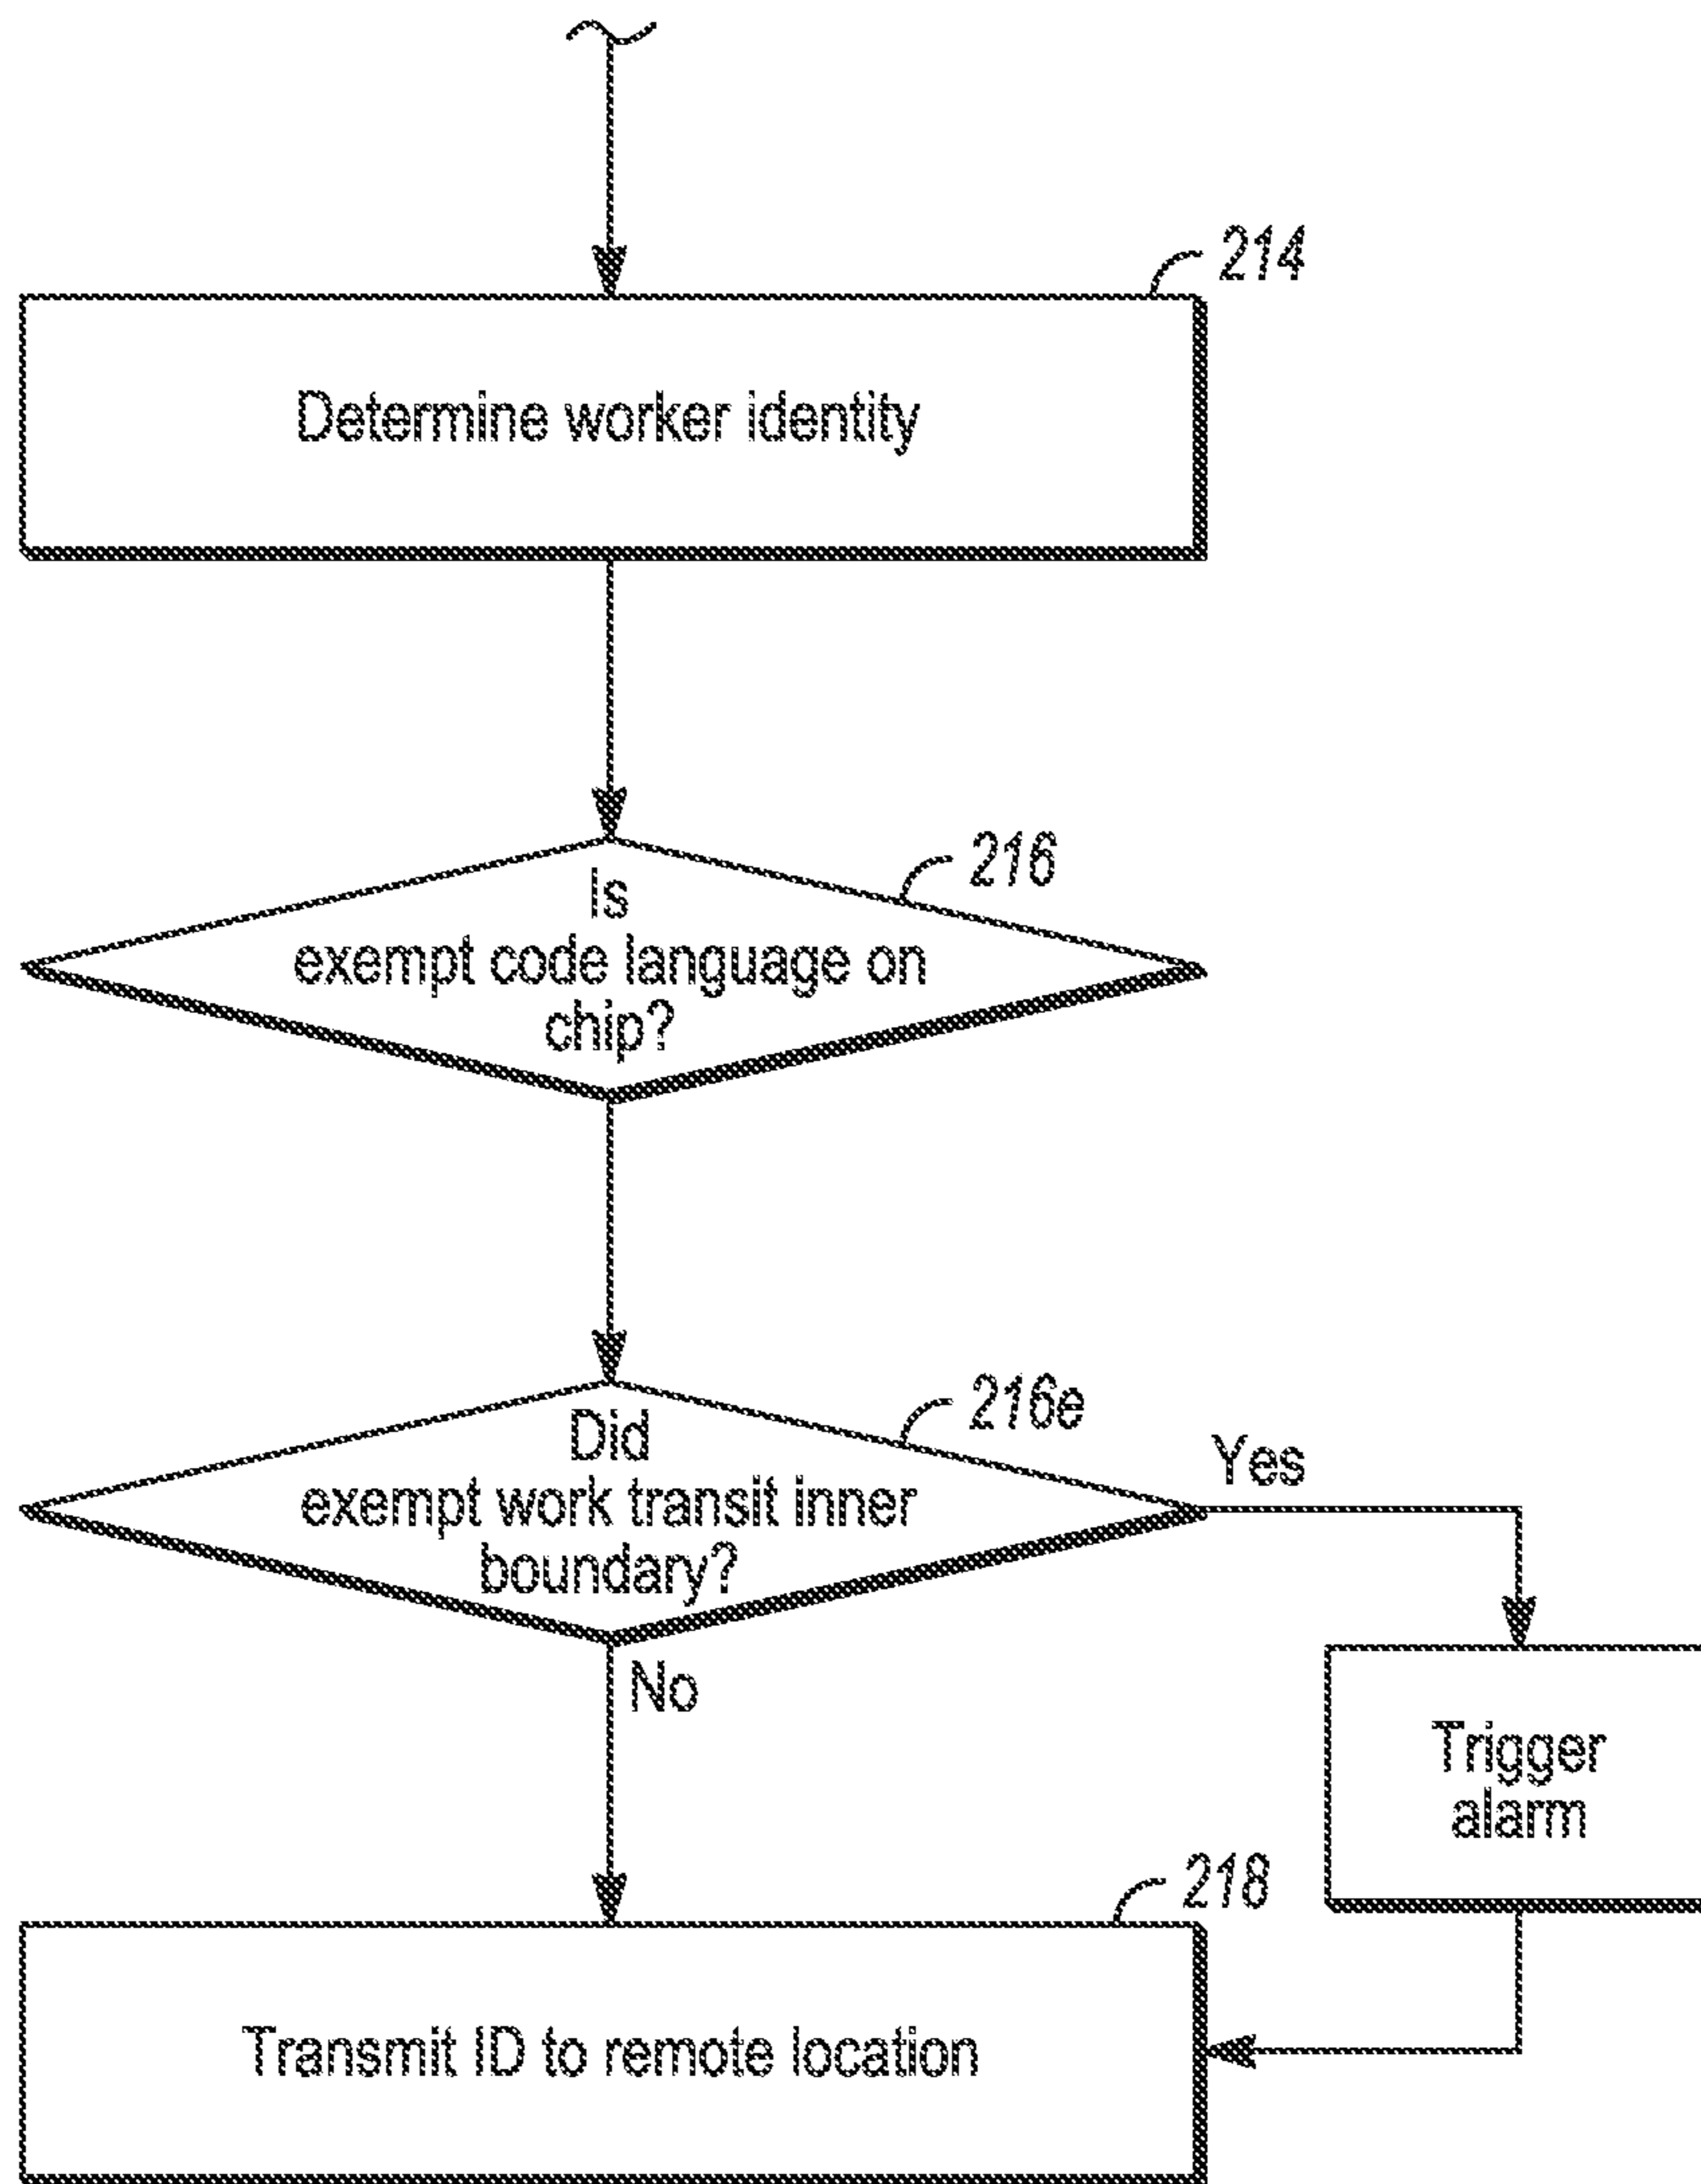 214
Determine worker identity
216
Is
exempt code language on
chip?
216e
Did
exempt work transit inner
boundary?
Yes
No
Trigger
alarm
218
Transmit ID to remote location